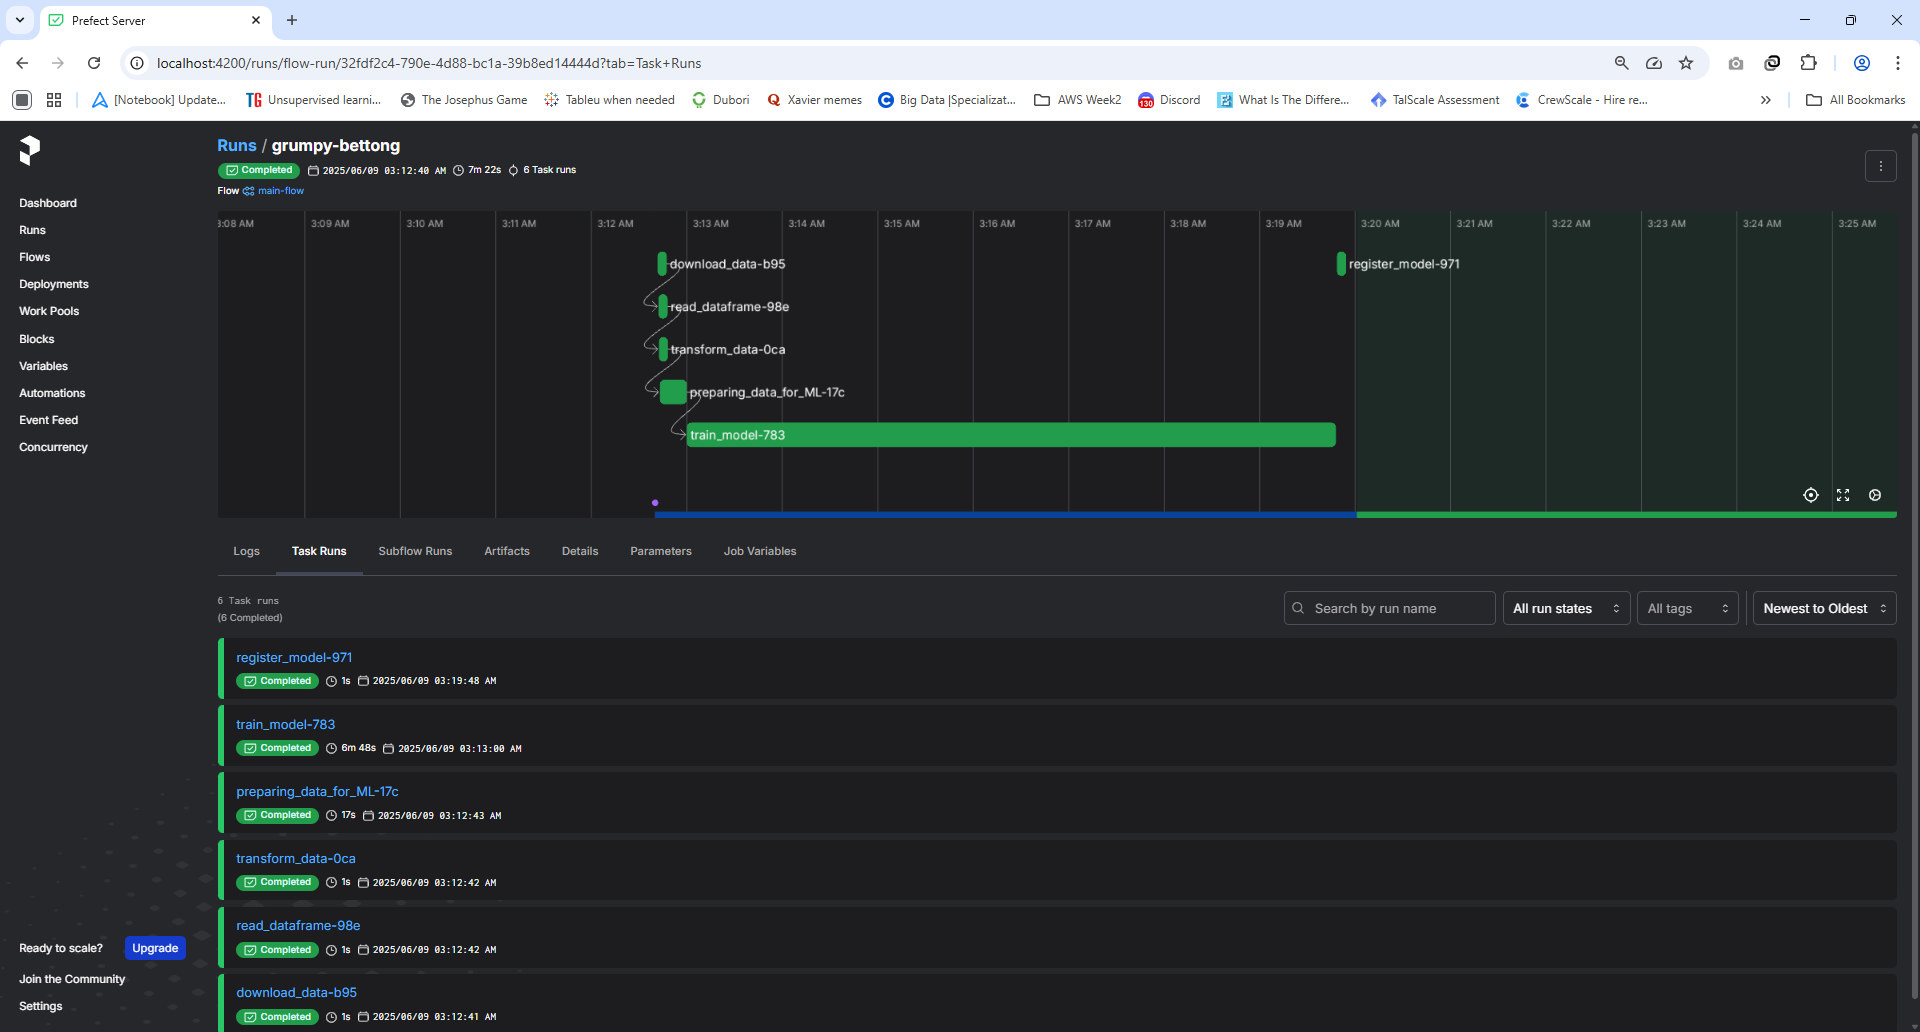 Prefect Server
localhost:4200/runs/flow-run/32fdf2c4-790e-4d88-bc1a-39b8ed14444d?tab=Task+Runs
[Notebook] Update... TG Unsupervised learni... The Josephus Game Tableu when needed Dubori Q Xavier memes C Big Data |Specializat... AWS Week2 130 Discord What Is The Differe... TalScale Assessment CrewScale - Hire re... » All Bookmarks
Runs / grumpy-bettong
Completed 2025/06/09 03:12:40 AM 7m 22s 6 Task runs
Flow main-flow
Dashboard
Runs
Flows
Deployments
Work Pools
Blocks
Variables
Automations
Event Feed
Concurrency
3:08 AM 3:09 AM 3:10 AM 3:11 AM 3:12 AM 3:13 AM 3:14 AM 3:15 AM 3:16 AM 3:17 AM 3:18 AM 3:19 AM 3:20 AM 3:21 AM 3:22 AM 3:23 AM 3:24 AM 3:25 AM
download_data-b95 register_model-971
read_dataframe-98e
transform_data-0ca
preparing_data_for_ML-17c
train_model-783
Logs Task Runs Subflow Runs Artifacts Details Parameters Job Variables
6 Task runs
(6 Completed)
Search by run name All run states All tags Newest to Oldest
register_model-971
Completed 1s 2025/06/09 03:19:48 AM
train_model-783
Completed 6m 48s 2025/06/09 03:13:00 AM
preparing_data_for_ML-17c
Completed 17s 2025/06/09 03:12:43 AM
transform_data-0ca
Completed 1s 2025/06/09 03:12:42 AM
read_dataframe-98e
Completed 1s 2025/06/09 03:12:42 AM
download_data-b95
Completed 1s 2025/06/09 03:12:41 AM
Ready to scale? Upgrade
Join the Community
Settings